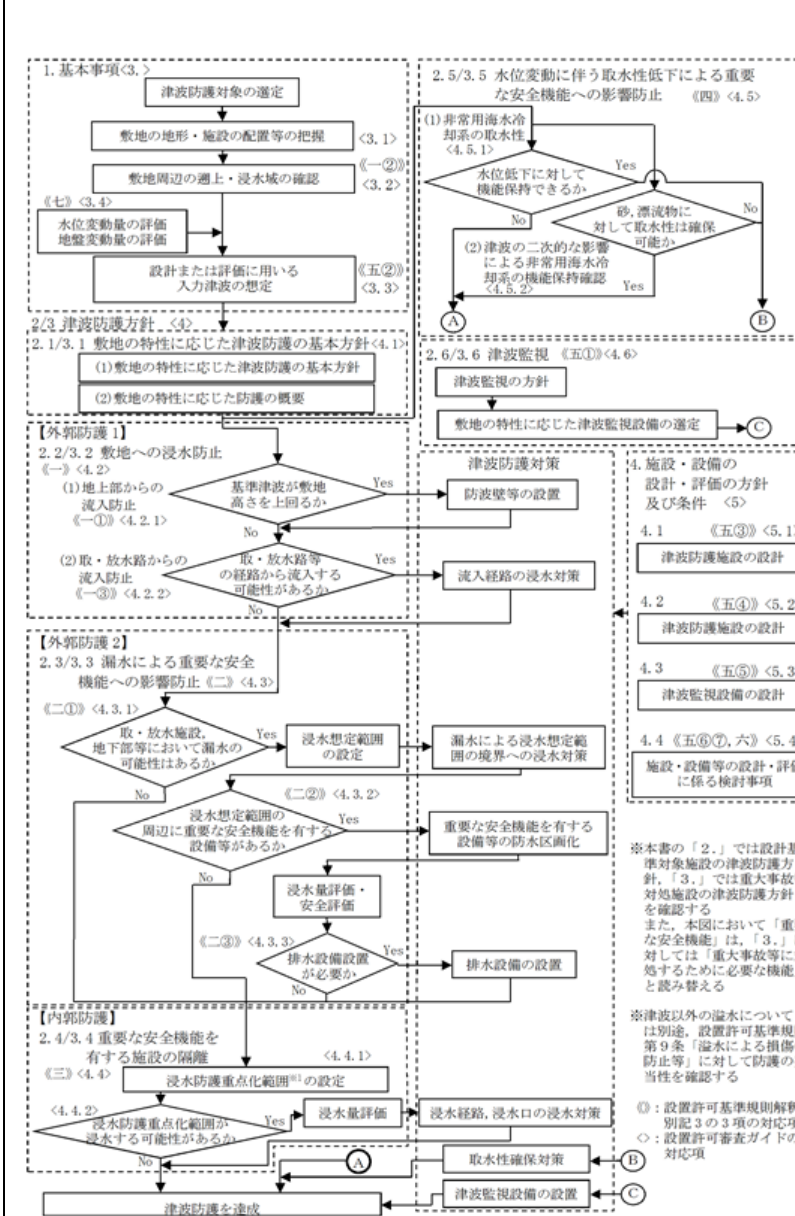 1.基本事項<3.>
津波防護対象の選定
敷地の地形・施設の配置等の把握
<3.1>
《一②》
敷地周辺の遡上・浸水域の確認
<3.2>
《七》<3.4>
水位変動量の評価
地盤変動量の評価
設計または評価に用いる
入力津波の想定
《五②》
<3.3>
2/3 津波防護方針 <4>
2.1/3.1 敷地の特性に応じた津波防護の基本方針<4.1>
(1)敷地の特性に応じた津波防護の基本方針
(2)敷地の特性に応じた防護の概要
【外郭防護1】
2.2/3.2 敷地への浸水防止
《一》<4.2>
(1)地上部からの
流入防止
《一①》<4.2.1>
基準津波が敷地
高さを上回るか
Yes
No
(2)取・放水路からの
流入防止
《一③》<4.2.2>
取・放水路等
の経路から流入する
可能性があるか
Yes
No
【外郭防護2】
2.3/3.3 漏水による重要な安全
機能への影響防止《二》<4.3>
《二①》<4.3.1>
取・放水施設,
地下部等において漏水の
可能性はあるか
Yes
No
浸水想定範囲
の設定
《二②》<4.3.2>
浸水想定範囲の
周辺に重要な安全機能を有する
設備等があるか
Yes
No
浸水量評価・
安全評価
《二③》<4.3.3>
排水設備設置
が必要か
Yes
No
【内郭防護】
2.4/3.4 重要な安全機能を
有する施設の隔離
《三》<4.4>
<4.4.1>
浸水防護重点化範囲※1の設定
<4.4.2>
浸水防護重点化範囲が
浸水する可能性があるか
Yes
No
浸水量評価
A
津波防護を達成
2.5/3.5 水位変動に伴う取水性低下による重要
な安全機能への影響防止 《四》<4.5>
(1)非常用海水冷
却系の取水性
<4.5.1>
水位低下に対して
機能保持できるか
Yes
No
砂,漂流物に
対して取水性は確保
可能か
No
Yes
(2)津波の二次的な影響
による非常用海水冷
却系の機能保持確認
<4.5.2>
A
B
2.6/3.6 津波監視 《五①》<4.6>
津波監視の方針
敷地の特性に応じた津波監視設備の選定
C
津波防護対策
防波壁等の設置
流入経路の浸水対策
漏水による浸水想定範
囲の境界への浸水対策
重要な安全機能を有する
設備等の防水区画化
排水設備の設置
浸水経路,浸水口の浸水対策
取水性確保対策
B
津波監視設備の設置
C
4.施設・設備の
設計・評価の方針
及び条件 <5>
4.1 《五③》<5.1
津波防護施設の設計
4.2 《五④》<5.2
津波防護施設の設計
4.3 《五⑤》<5.3
津波監視設備の設計
4.4《五⑥⑦,六》<5.4
施設・設備等の設計・評価
に係る検討事項
※本書の「2.」では設計基
準対象施設の津波防護方
針,「3.」では重大事故
対処施設の津波防護方針
を確認する
また,本図において「重
な安全機能」は,「3.」
対しては「重大事故等に
処するために必要な機能
と読み替える
※津波以外の溢水について
は別途,設置許可基準規
第9条「溢水による損傷
防止等」に対して防護の
当性を確認する
《》:設置許可基準規則解釈
別記3の3項の対応項
<>:設置許可審査ガイドの
対応項